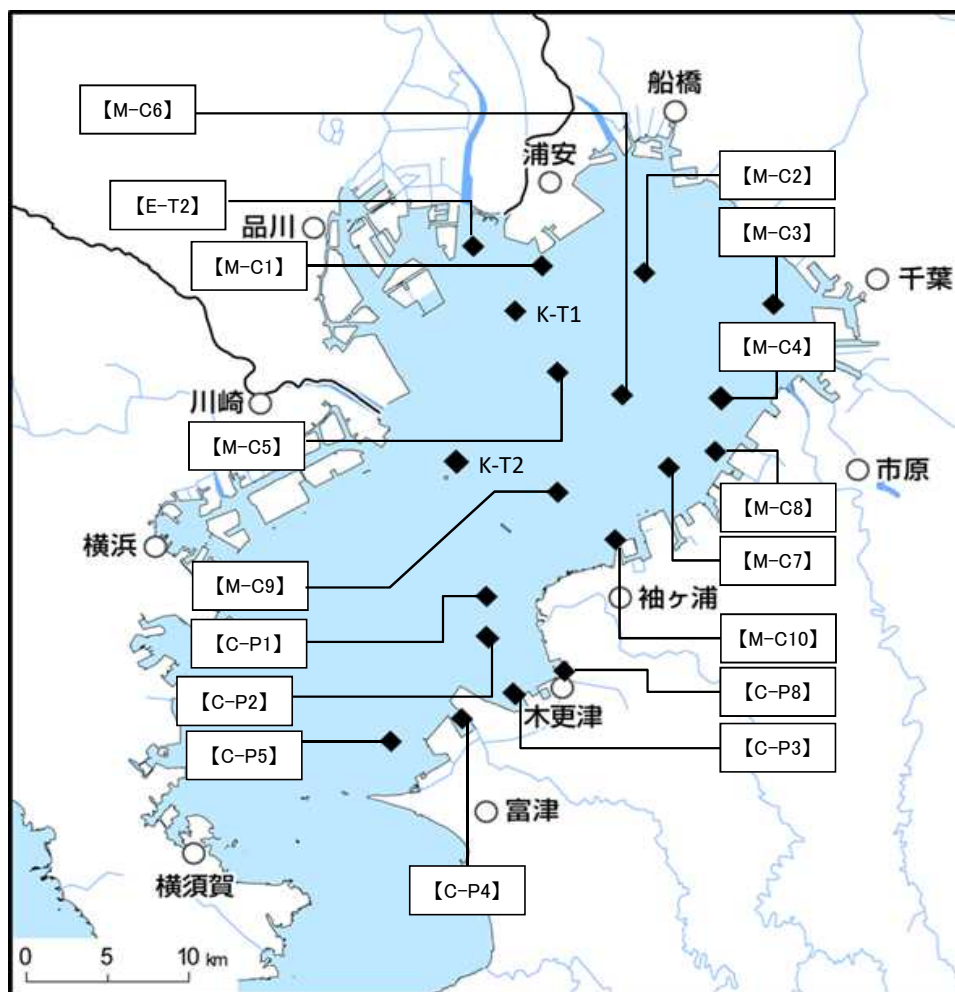 船橋
【M-C6】
浦安
【M-C2】
【E-T2】
品川
【M-C3】
【M-C1】
千葉
K-T1
【M-C4】
川崎
【M-C5】
K-T2
市原
【M-C8】
横浜
【M-C7】
【M-C9】
袖ヶ浦
【C-P1】
【M-C10】
【C-P2】
【C-P8】
木更津
【C-P5】
【C-P3】
富津
横須賀
【C-P4】
0 5 10 km